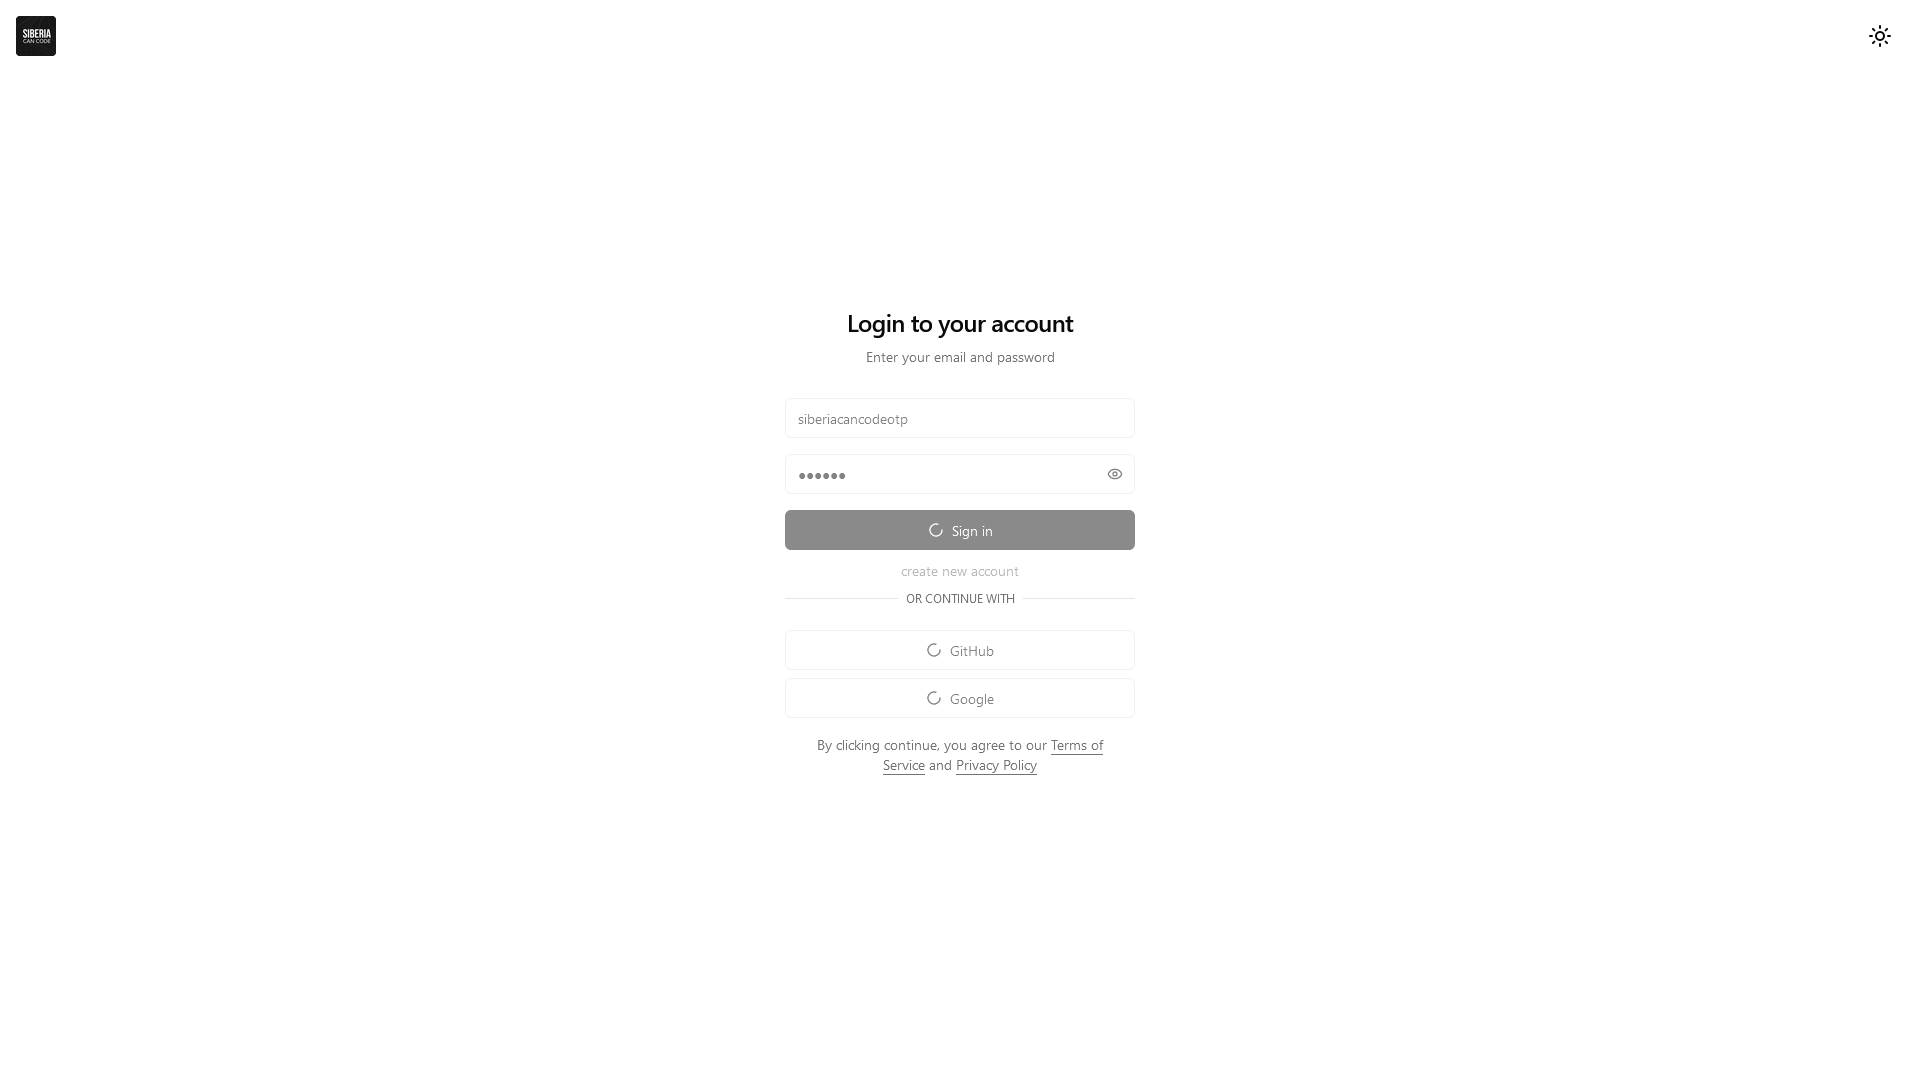 SIBERIA
CAN CODE
Login to your account
Enter your email and password
siberiacancodeotp
●●●●●●
Sign in
create new account
OR CONTINUE WITH
GitHub
Google
By clicking continue, you agree to our Terms of
Service and Privacy Policy